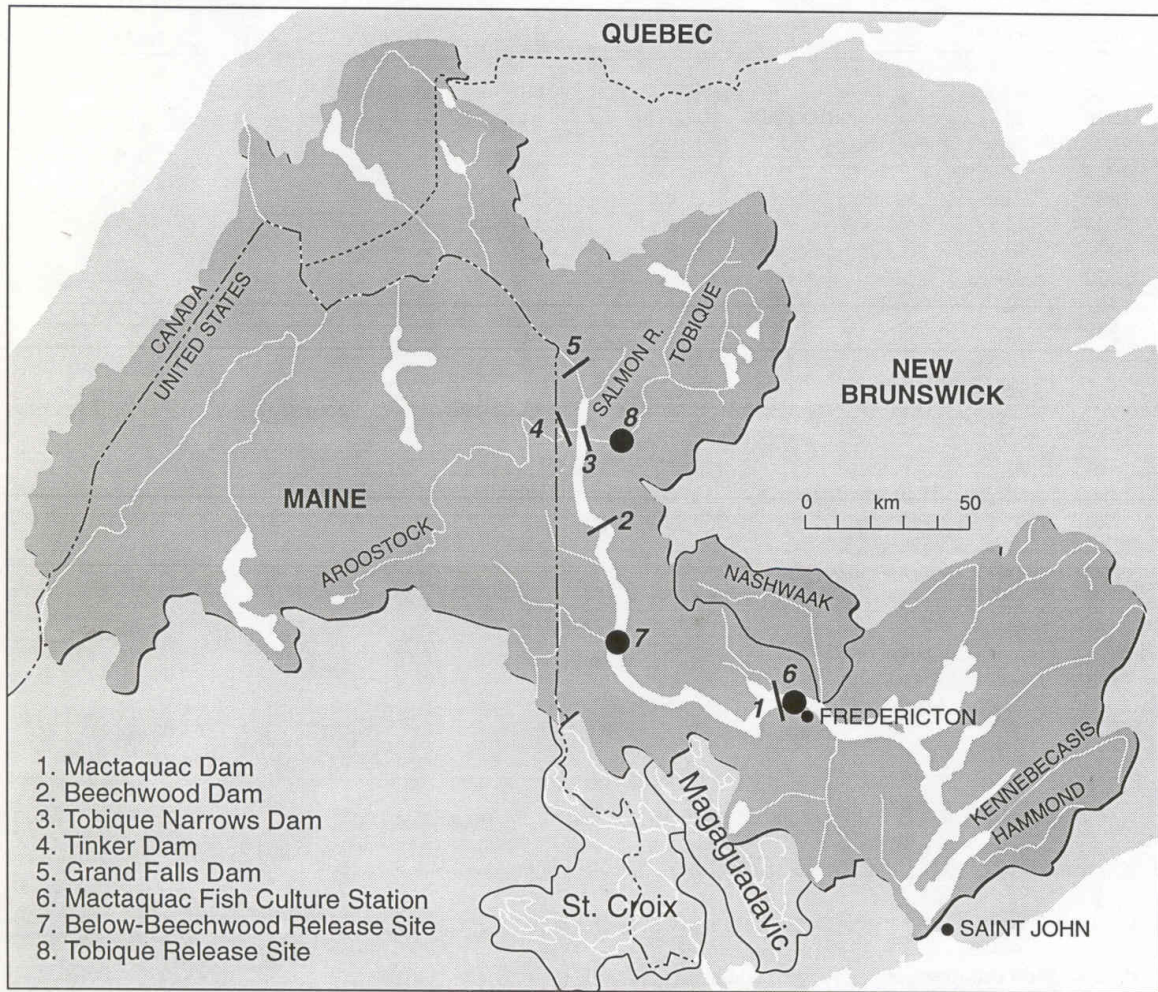 QUEBEC
CANADA
UNITED STATES
5
SALMON R.
TOBIQUE
NEW
BRUNSWICK
4
8
3
MAINE
0 km 50
2
AROOSTOCK
NASHWAAK
7
6
1
FREDERICTON
KENNEBECASIS
HAMMOND
Magaguadavic
St. Croix
SAINT JOHN
1. Mactaquac Dam
2. Beechwood Dam
3. Tobique Narrows Dam
4. Tinker Dam
5. Grand Falls Dam
6. Mactaquac Fish Culture Station
7. Below-Beechwood Release Site
8. Tobique Release Site